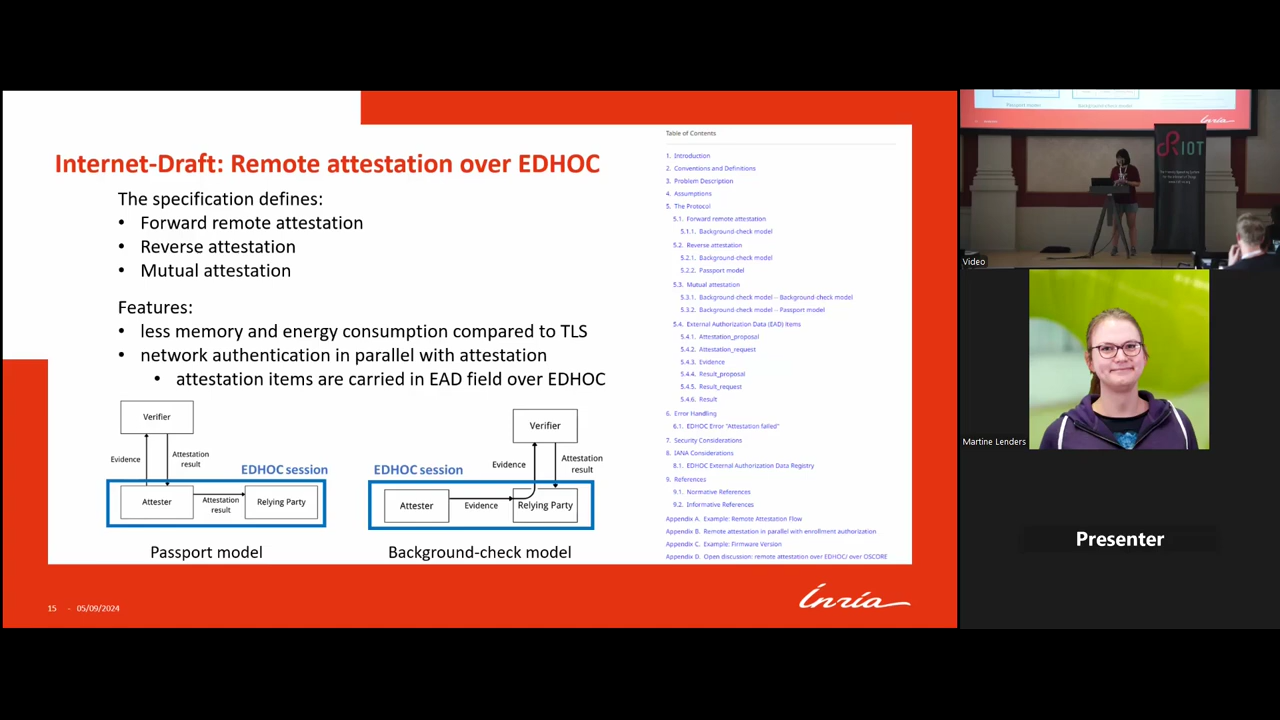 Internet-Draft: Remote attestation over EDHOC
The specification defines:
• Forward remote attestation
• Reverse attestation
• Mutual attestation
Features:
• less memory and energy consumption compared to TLS
• network authentication in parallel with attestation
• attestation items are carried in EAD field over EDHOC
Verifier
Evidence
Attestation
result
EDHOC session
Attester
Attestation
result
Relying Party
Passport model
Verifier
EDHOC session
Evidence
Attestation
result
Attester
Evidence
Relying Party
Background-check model
Table of Contents
1. Introduction
2. Conventions and Definitions
3. Problem Description
4. Assumptions
5. The Protocol
5.1. Forward remote attestation
5.1.1. Background-check model
5.2. Reverse attestation
5.2.1. Background-check model
5.2.2. Passport model
5.3. Mutual attestation
5.3.1. Background-check model – Background-check model
5.3.2. Background-check model – Passport model
5.4. External Authorization Data (EAD) Items
5.4.1. Attestation_proposal
5.4.2. Attestation_request
5.4.3. Evidence
5.4.4. Result_proposal
5.4.5. Result_request
5.4.6. Result
6. Error Handling
6.1. EDHOC Error "Attestation failed"
7. Security Considerations
8. IANA Considerations
8.1. EDHOC External Authorization Data Registry
9. References
9.1. Normative References
9.2. Informative References
Appendix A. Example: Remote Attestation Flow
Appendix B. Remote attestation in parallel with enrollment authorization
Appendix C. Example: Firmware Version
Appendix D. Open discussion: remote attestation over EDHOC/ over OSCORE
15 - 05/09/2024
Inria
Passport model
Background-check model
Inria
RIOT
Video
Martine Lenders
Presenter